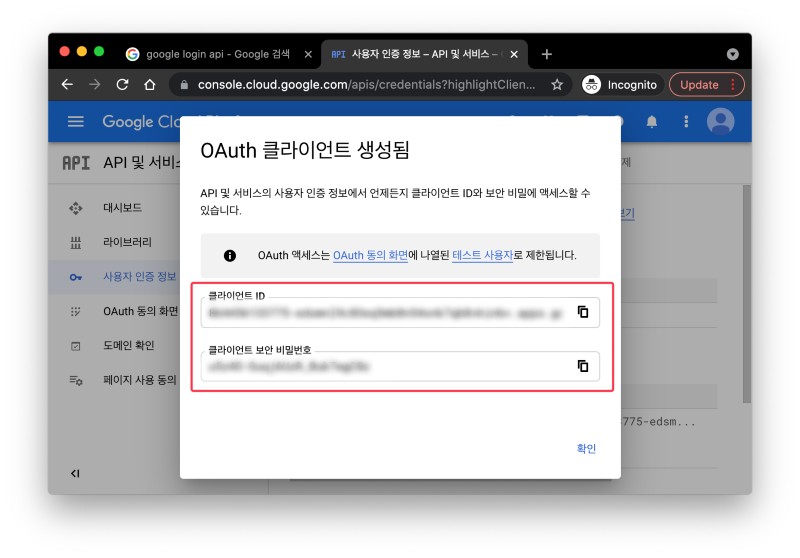 google login api - Google 검색
API 사용자 인증 정보 – API 및 서비스 –
console.cloud.google.com/apis/credentials?highlightClien...
Incognito
Update
Google
API API 및 서비스
OAuth 클라이언트 생성됨
API 및 서비스의 사용자 인증 정보에서 언제든지 클라이언트 ID와 보안 비밀에 액세스할 수
있습니다.
OAuth 액세스는 OAuth 동의 화면에 나열된 테스트 사용자로 제한됩니다.
클라이언트 ID
클라이언트 보안 비밀번호
확인
대시보드
라이브러리
사용자 인증 정보
OAuth 동의 화면
도메인 확인
페이지 사용 동의
775-edsm...